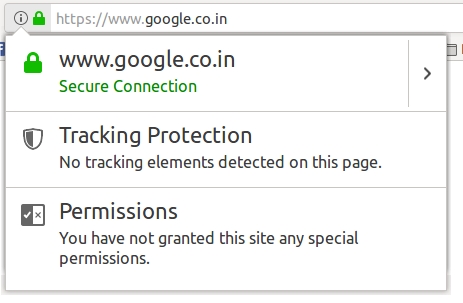 https://www.google.co.in
www.google.co.in
Secure Connection
Tracking Protection
No tracking elements detected on this page.
Permissions
You have not granted this site any special
permissions.